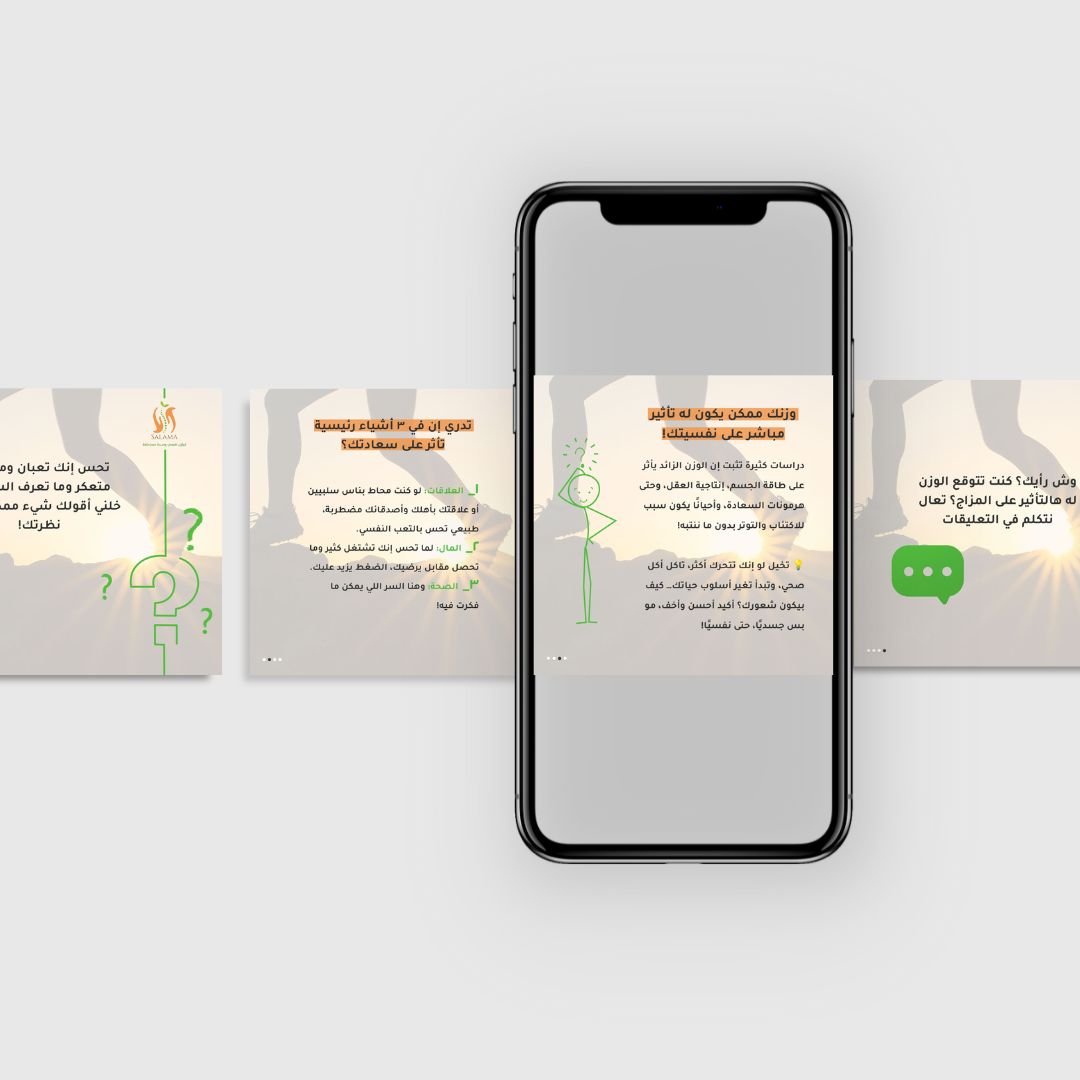 SALAMA
تحس إنك تعبان
متعكر وما تعرف
خلني أقولك شيء
نظرتك!
؟
؟
؟
؟
تدري إن في ٣ أشياء رئيسية
تأثر على سعادتك؟
١_ العلاقات: لو كنت محاط بناس سلبيين
أو علاقتك بأهلك وأصدقائك مضطربة،
طبيعي تحس بالتعب النفسي.
٢_ المال: لما تحس إنك تشتغل كثير وما
تحصل مقابل يرضيك، الضغط يزيد عليك.
٣_ الصحة: وهنا السر اللي يمكن ما
فكرت فيه!
وزنك ممكن يكون له تأثير
مباشر على نفسيتك!
دراسات كثيرة تثبت إن الوزن الزائد يأثر
على طاقة الجسم، إنتاجية العقل، وحتى
هرمونات السعادة، وأحيانًا يكون سبب
للاكتئاب والتوتر بدون ما ننتبه!
💡 تخيل لو إنك تتحرك أكثر، تاكل أكل
صحي، وتبدأ تغير أسلوب حياتك… كيف
بيكون شعورك؟ أكيد أحسن وأخف، مو
بس جسديًا، حتى نفسيًا!
وش رأيك؟ كنت تتوقع الوزن
له هالتأثير على المزاج؟ تعال
نتكلم في التعليقات